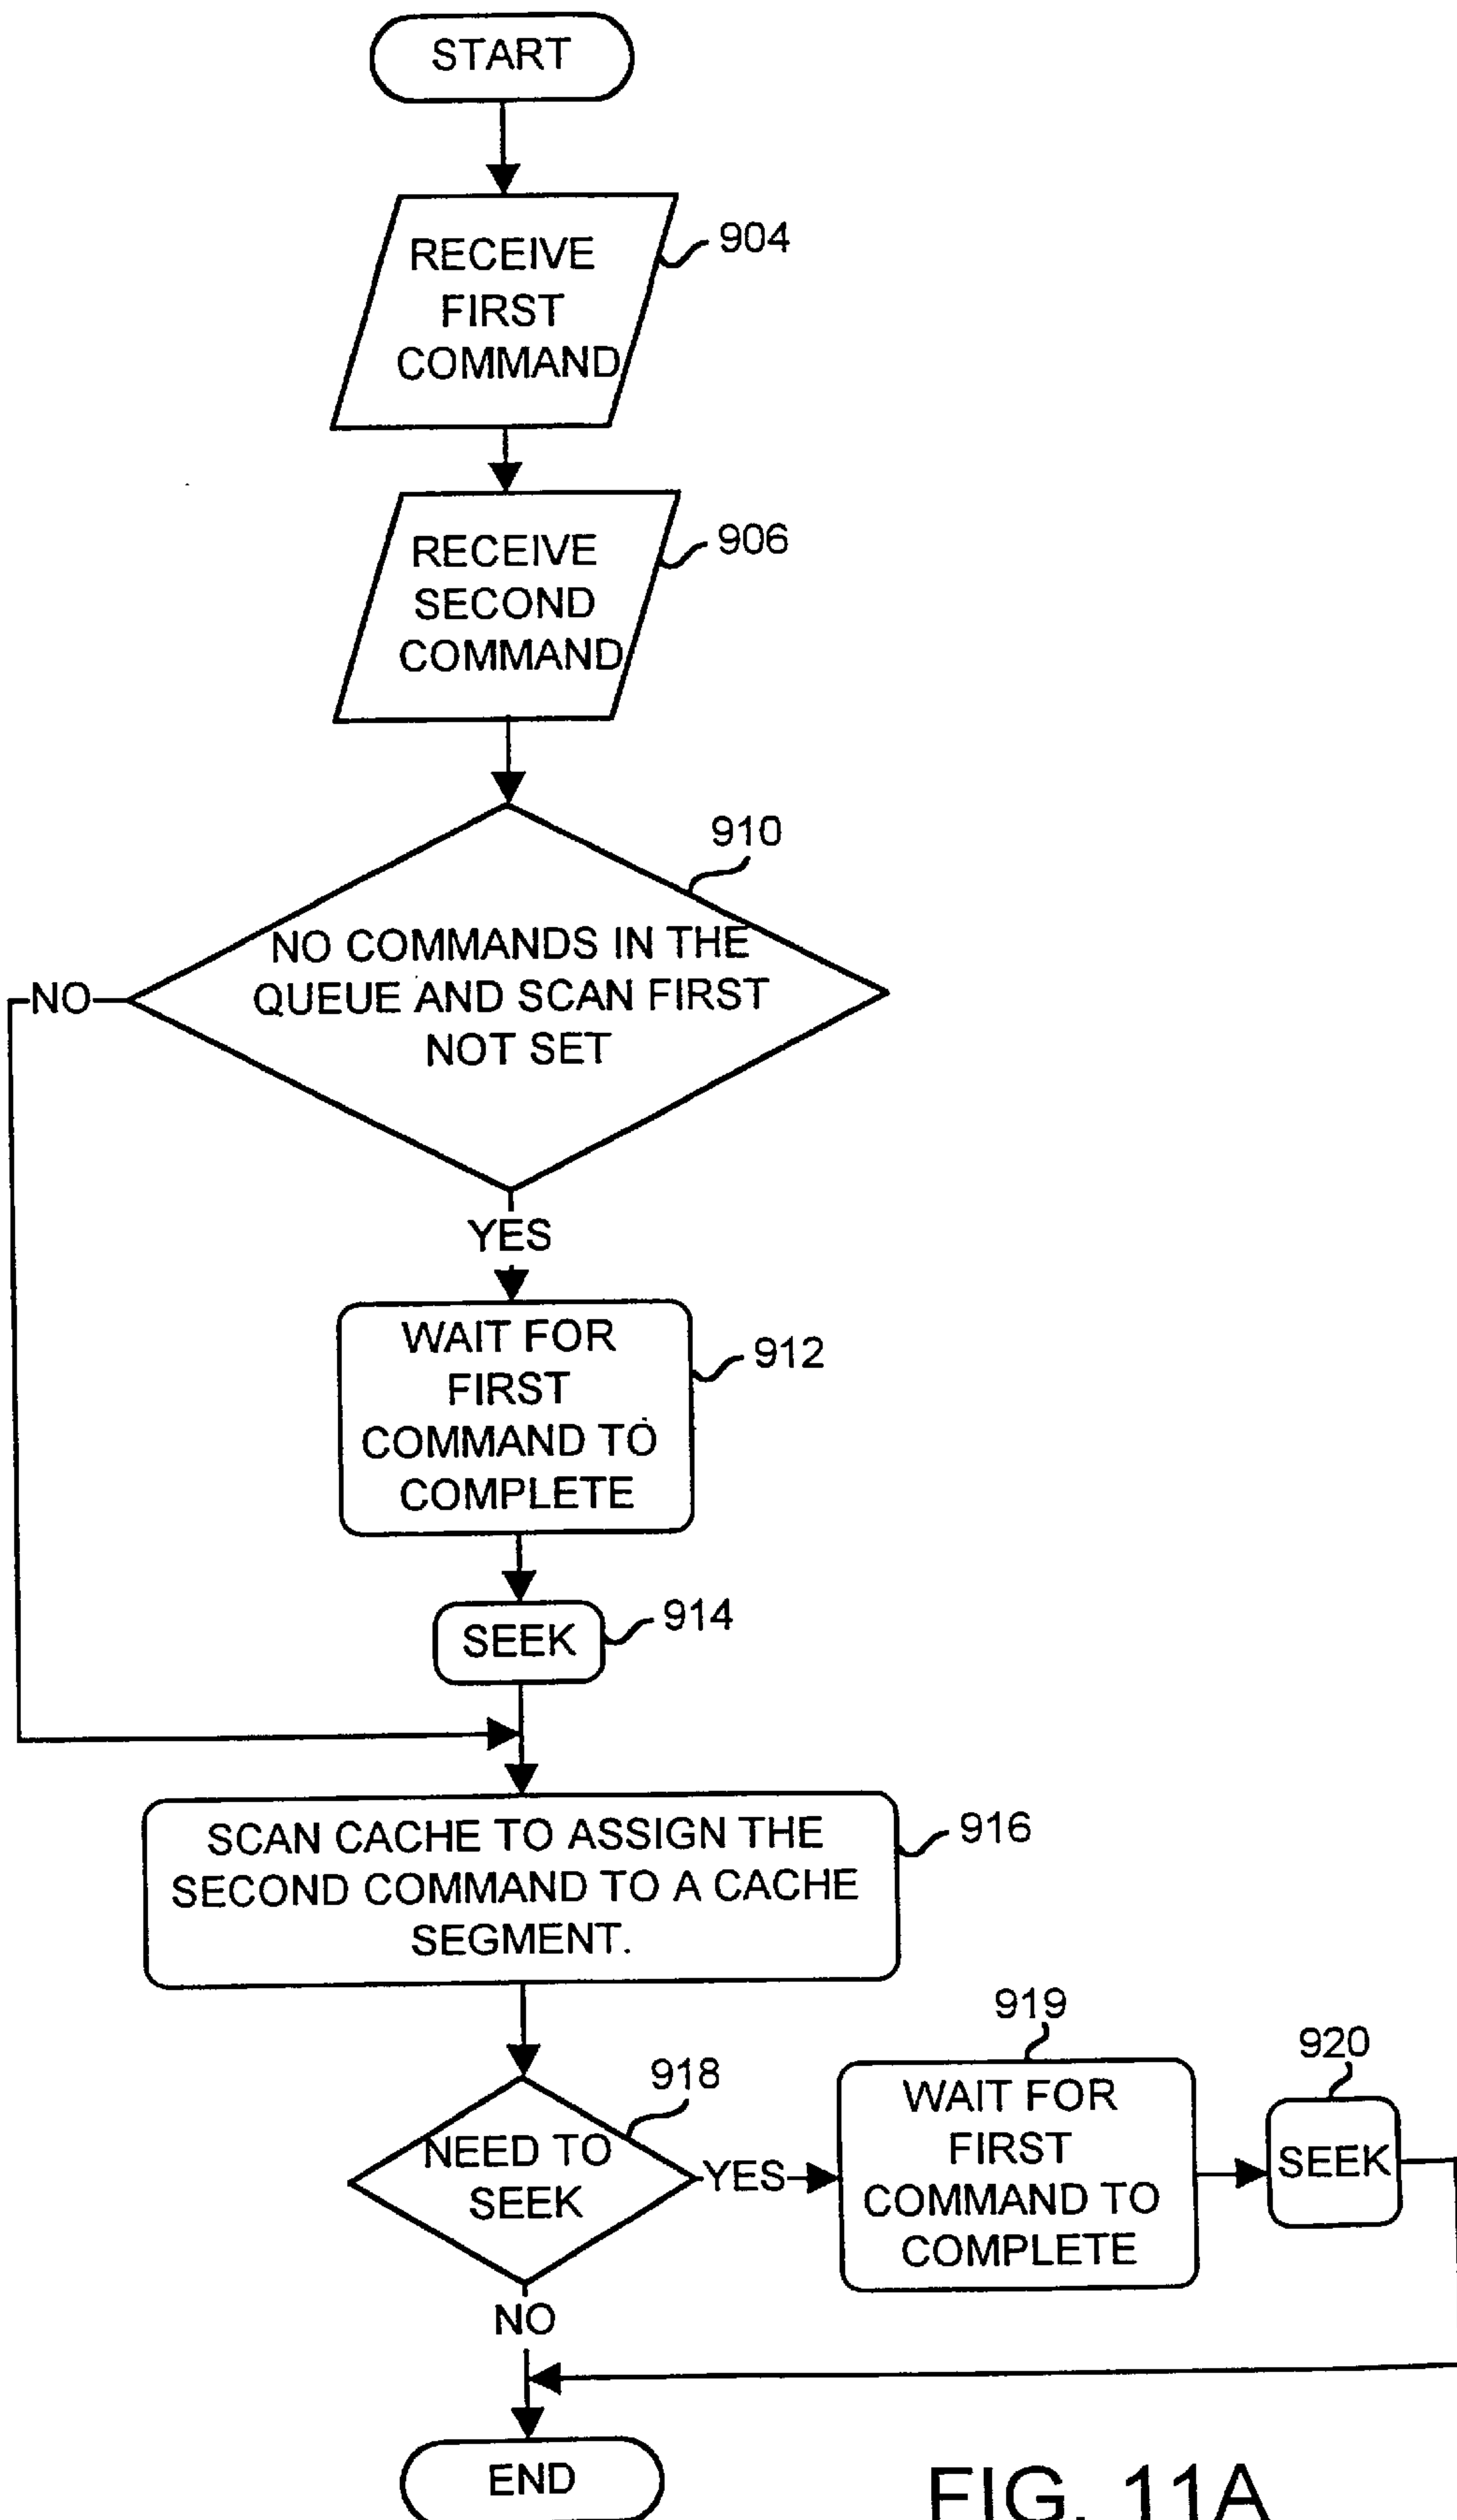 START
RECEIVE
FIRST
COMMAND
904
RECEIVE
SECOND
COMMAND
906
910
NO COMMANDS IN THE
QUEUE AND SCAN FIRST
NOT SET
NO
YES
WAIT FOR
FIRST
COMMAND TO
COMPLETE
912
SEEK
914
SCAN CACHE TO ASSIGN THE
SECOND COMMAND TO A CACHE
SEGMENT.
916
918
NEED TO
SEEK
YES
919
WAIT FOR
FIRST
COMMAND TO
COMPLETE
920
SEEK
NO
END
FIG. 11A